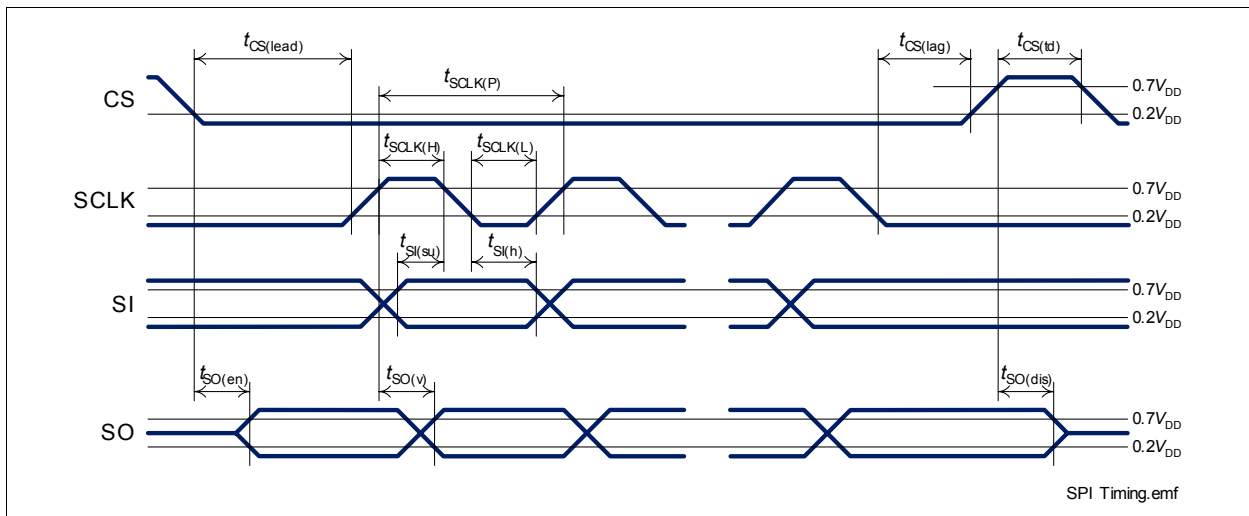 tCS(lead)
tCS(lag)
tCS(td)
tSCLK(P)
CS
0.7VDD
0.2VDD
tSCLK(H)
tSCLK(L)
SCLK
0.7VDD
0.2VDD
tSI(su)
tSI(h)
SI
0.7VDD
0.2VDD
tSO(en)
tSO(v)
tSO(dis)
SO
0.7VDD
0.2VDD
SPI Timing.emf